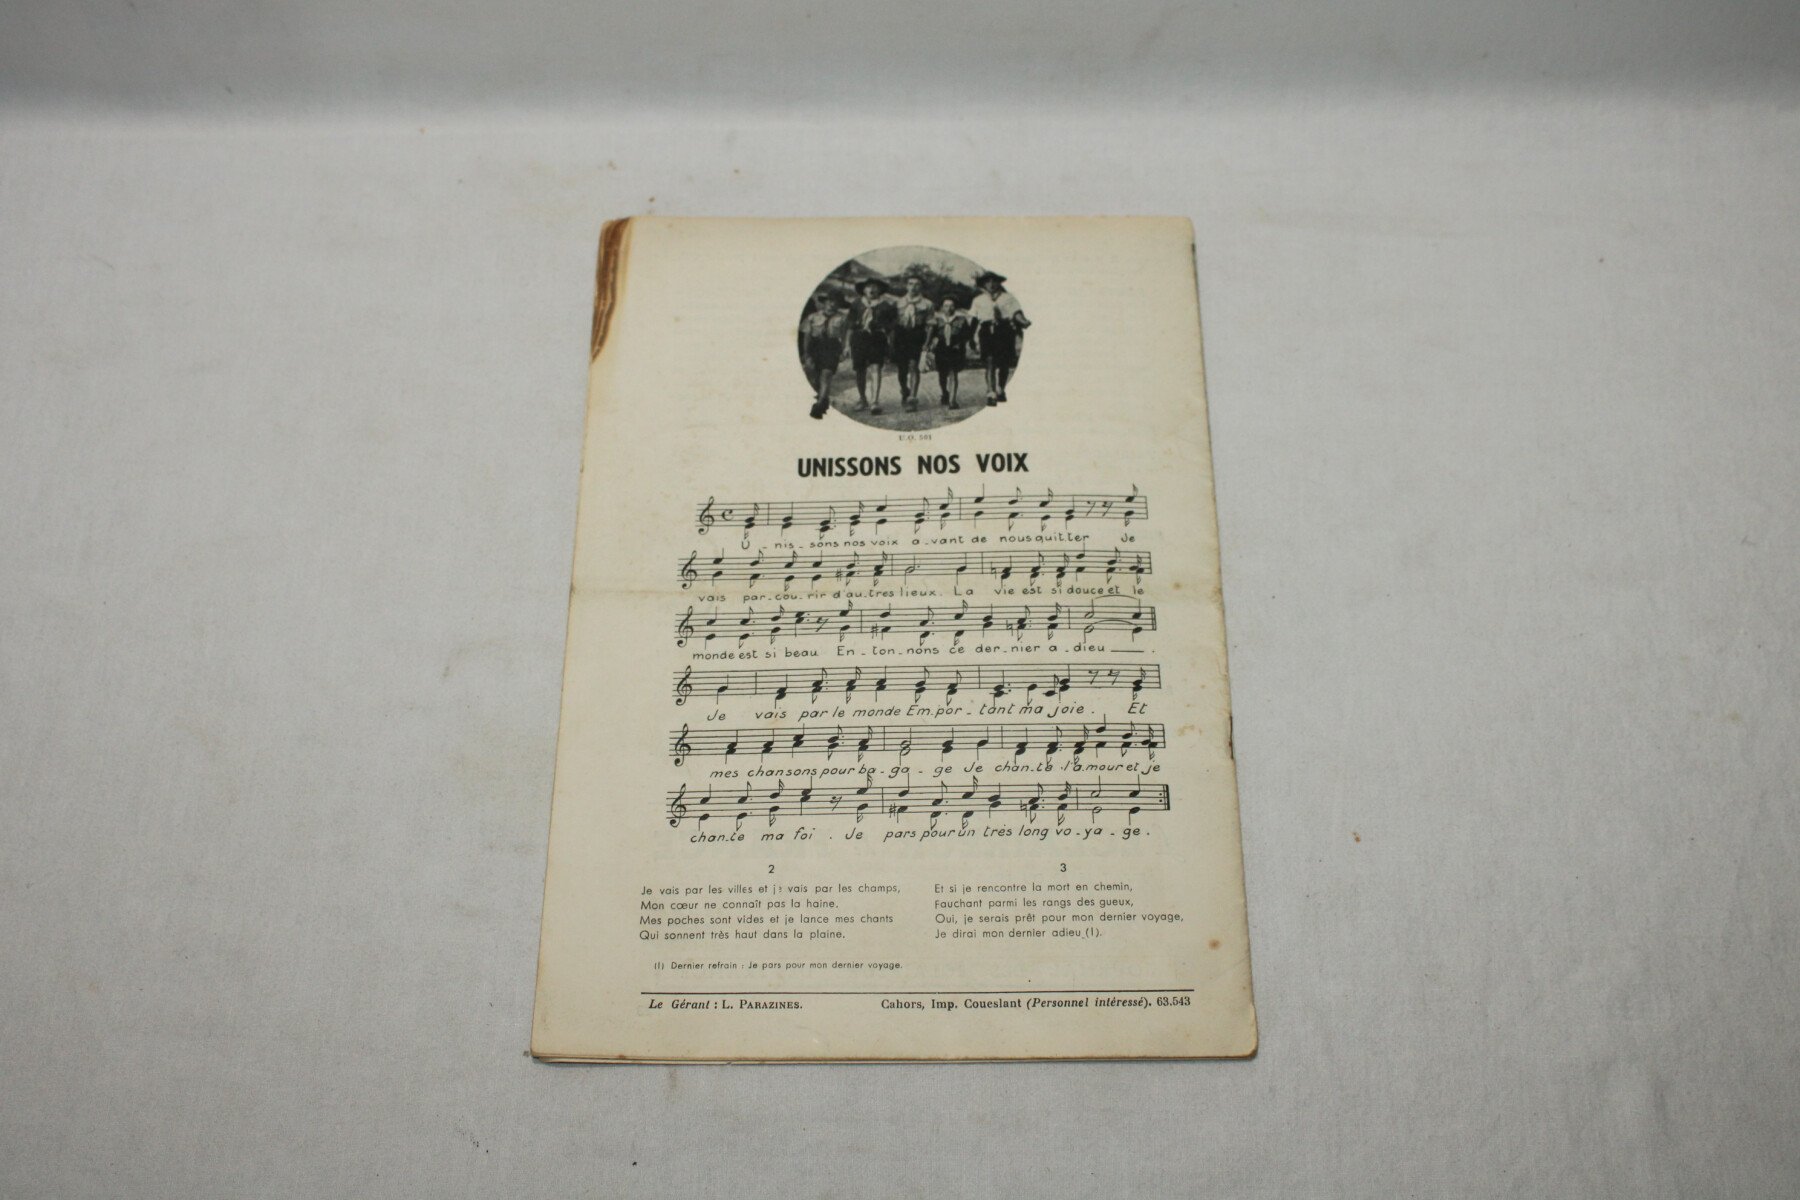 U.O. 501
UNISSONS NOS VOIX
U - nis - sons nos voix a - vant de nous quit ter Je
vais par - cou - rir d'au - tres lieux. La vie est si douce et le
monde est si beau En - ton - nons ce der - nier a - dieu ___ .
Je vais par le monde Em.por - tant ma joie . Et
mes chansons pour ba - ga - ge Je chan - te l'a.mour et je
chan.te ma foi . Je pars pour un très long vo - ya - ge .
2
Je vais par les villes et je vais par les champs,
Mon cœur ne connaît pas la haine.
Mes poches sont vides et je lance mes chants
Qui sonnent très haut dans la plaine.
3
Et si je rencontre la mort en chemin,
Fauchant parmi les rangs des gueux,
Oui, je serais prêt pour mon dernier voyage,
Je dirai mon dernier adieu (I).
(I) Dernier refrain : Je pars pour mon dernier voyage.
Le Gérant : L. PARAZINES. Cahors, Imp. Coueslant (Personnel intéressé). 63.543